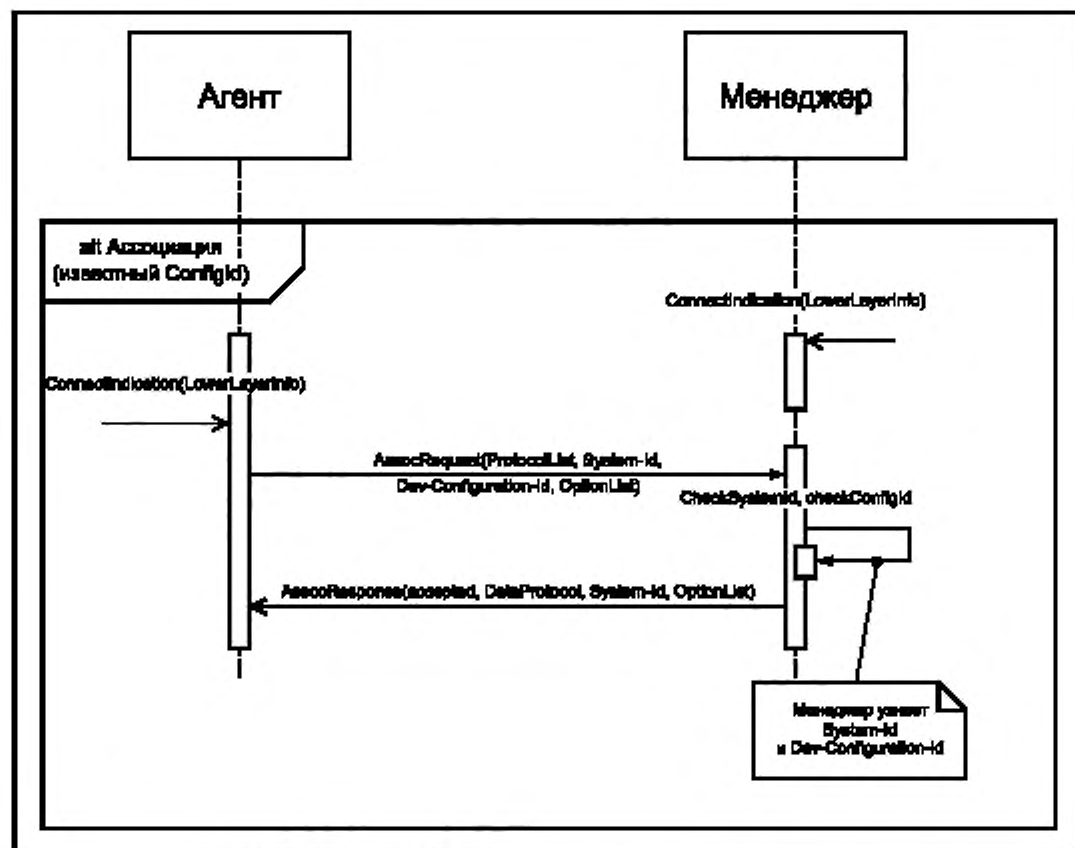 Агент
Менеджер
alt Ассоциация
(известный ConfigId)
ConnectIndication(LowerLayerInfo)
ConnectIndication(LowerLayerInfo)
AssocRequest(ProtocolList, System-Id,
Dev-Configuration-Id, OptionList)
CheckSystemId, checkConfigId
AssocResponse(accepted, DataProtocol, System-Id, OptionList)
Менеджер узнает
System-Id
и Dev-Configuration-Id